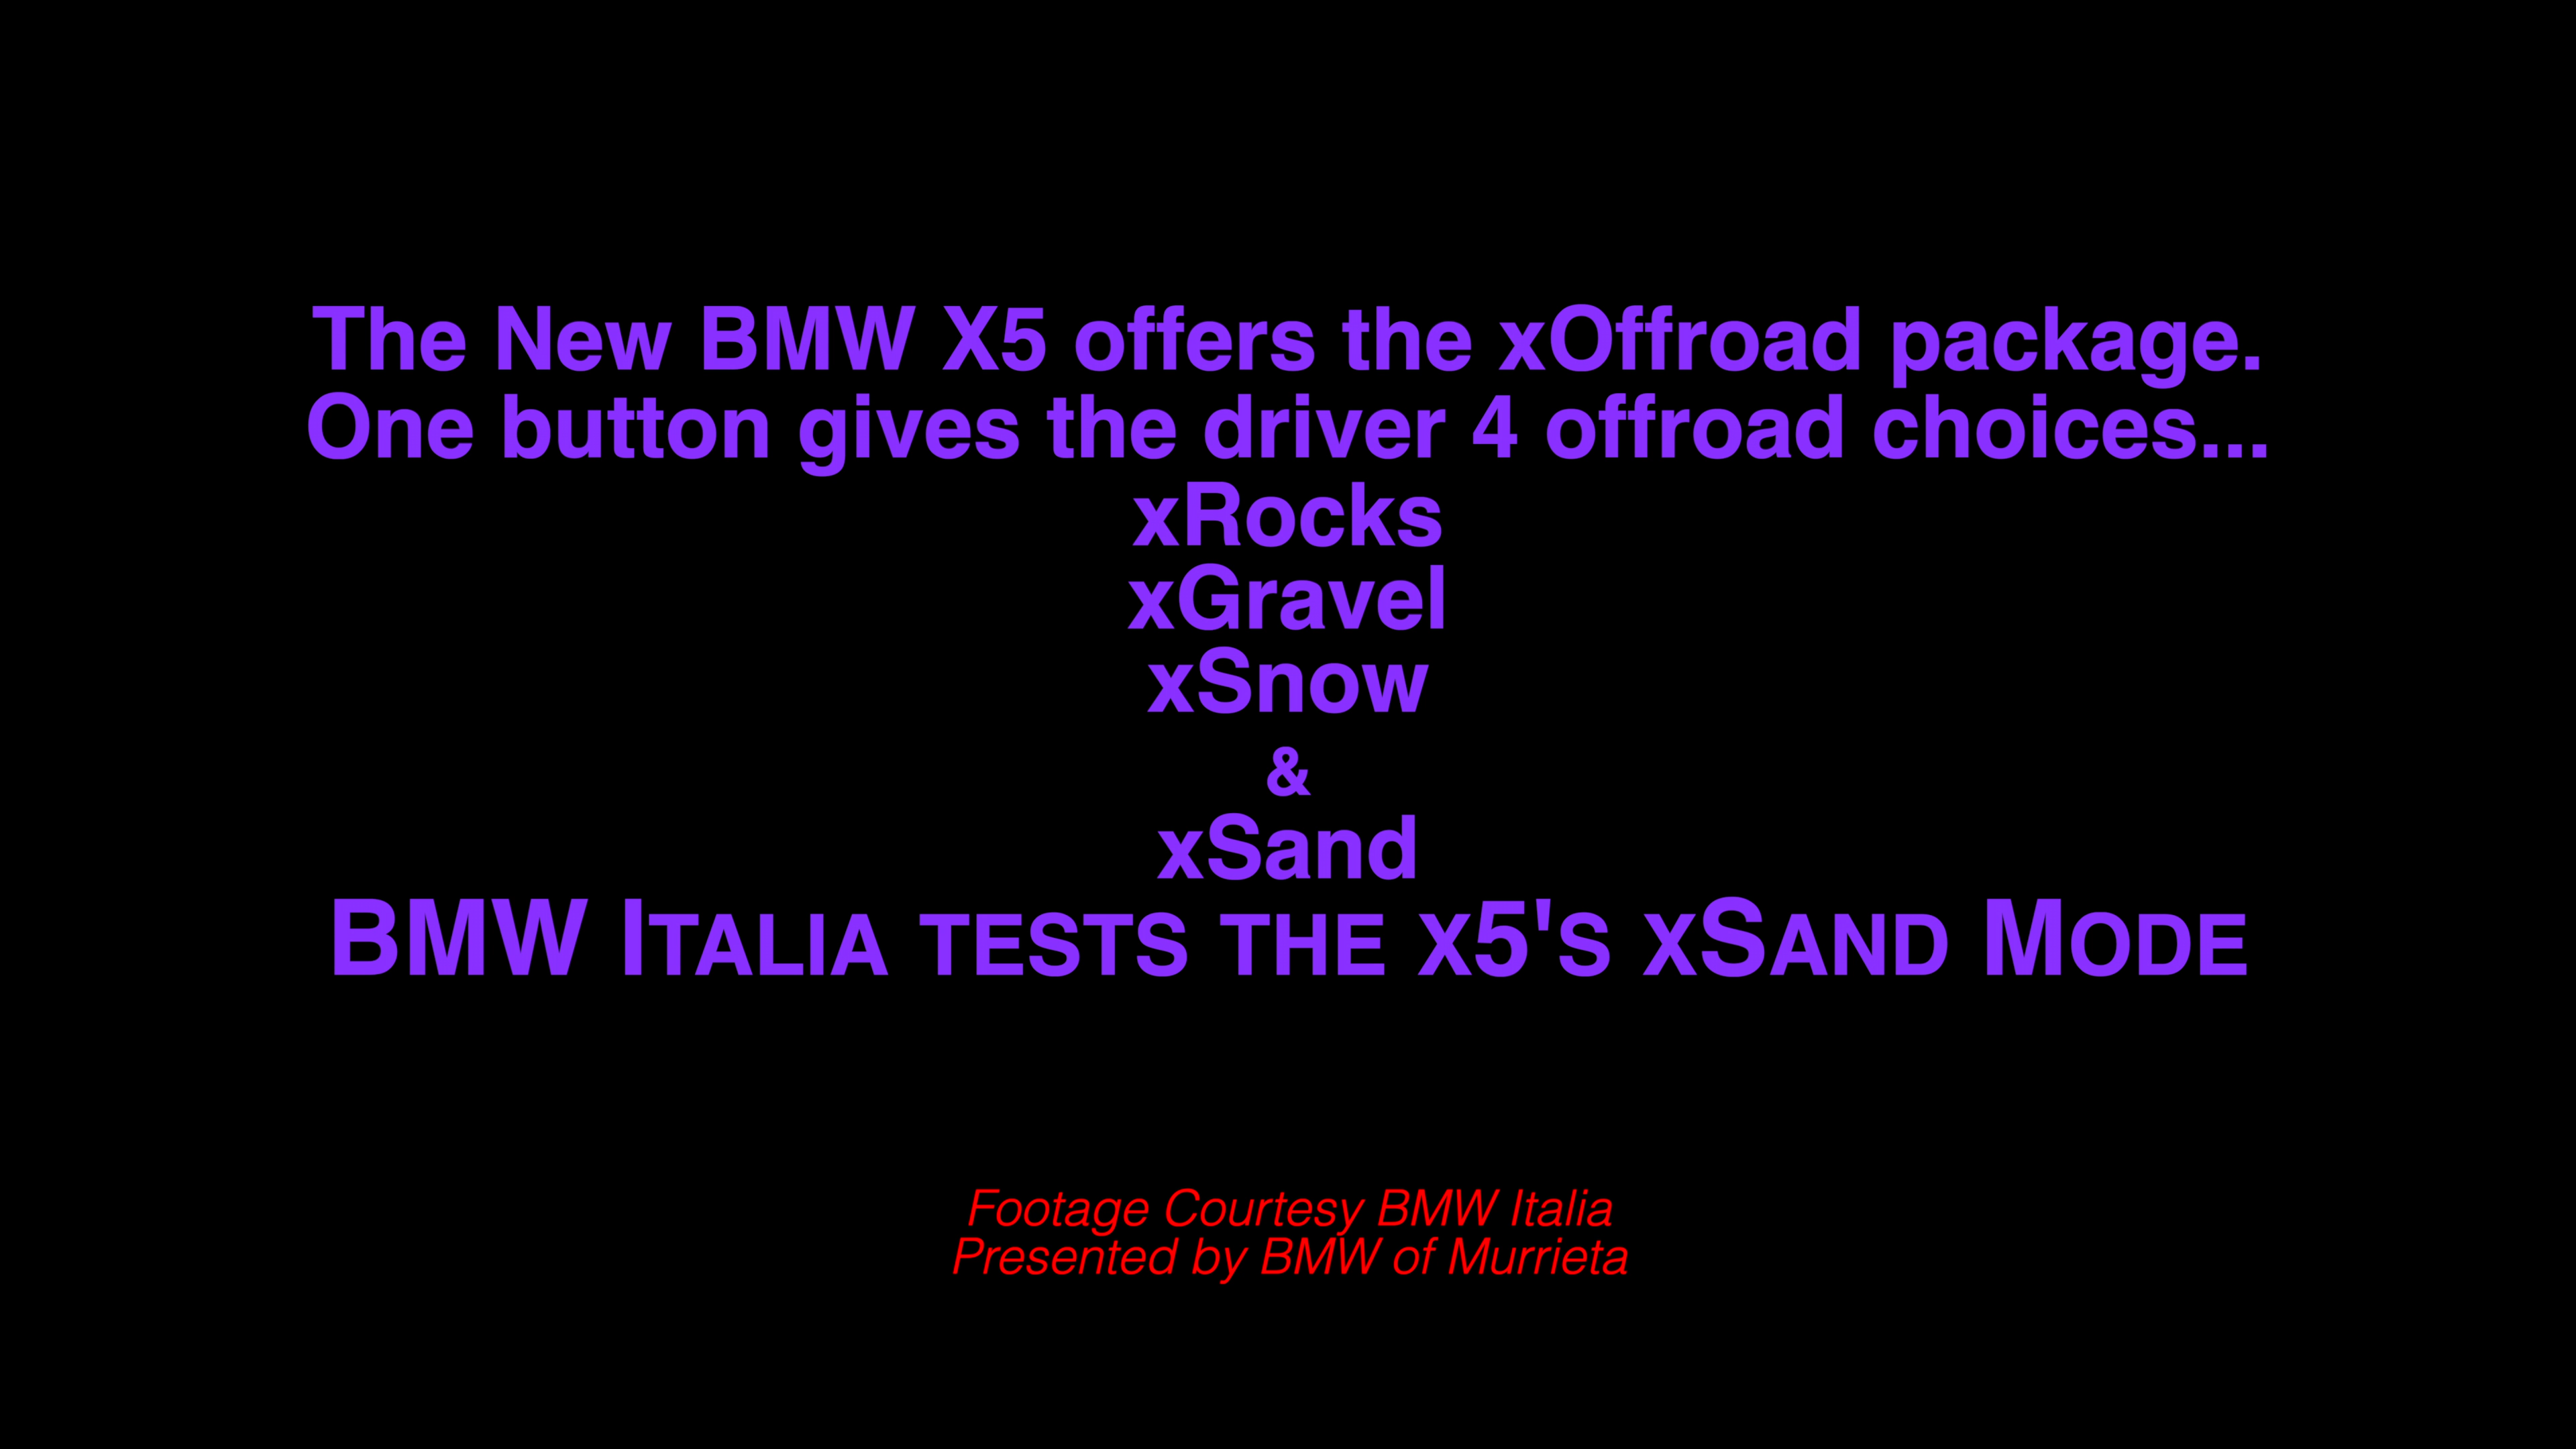 The New BMW X5 offers the xOffroad package.
One button gives the driver 4 offroad choices...
xRocks
xGravel
xSnow
&
xSand
BMW ITALIA TESTS THE X5'S XSAND MODE
Footage Courtesy BMW Italia
Presented by BMW of Murrieta